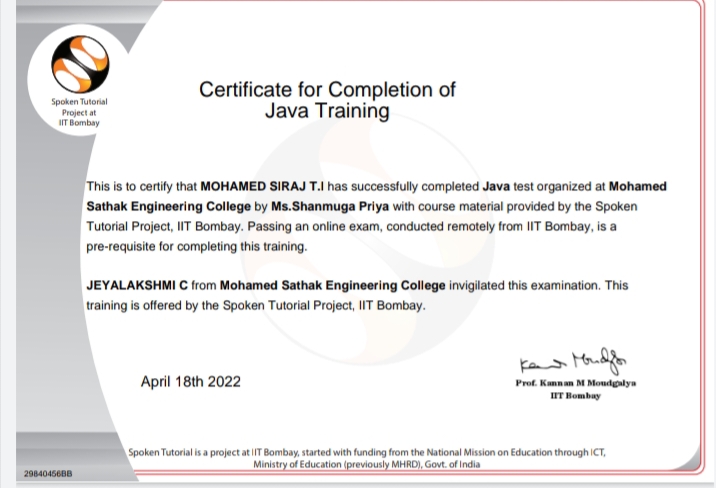 Spoken Tutorial
Project at
IIT Bombay
Certificate for Completion of
Java Training
This is to certify that MOHAMED SIRAJ T.I has successfully completed Java test organized at Mohamed
Sathak Engineering College by Ms.Shanmuga Priya with course material provided by the Spoken
Tutorial Project, IIT Bombay. Passing an online exam, conducted remotely from IIT Bombay, is a
pre-requisite for completing this training.
JEYALAKSHMI C from Mohamed Sathak Engineering College invigilated this examination. This
training is offered by the Spoken Tutorial Project, IIT Bombay.
April 18th 2022
Prof. Kannan M Moudgalya
IIT Bombay
Spoken Tutorial is a project at IIT Bombay, started with funding from the National Mission on Education through ICT,
Ministry of Education (previously MHRD), Govt. of India
29840456BB